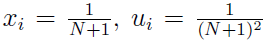 $x_i = \frac{1}{N+1},\ u_i = \frac{1}{(N+1)^2}$